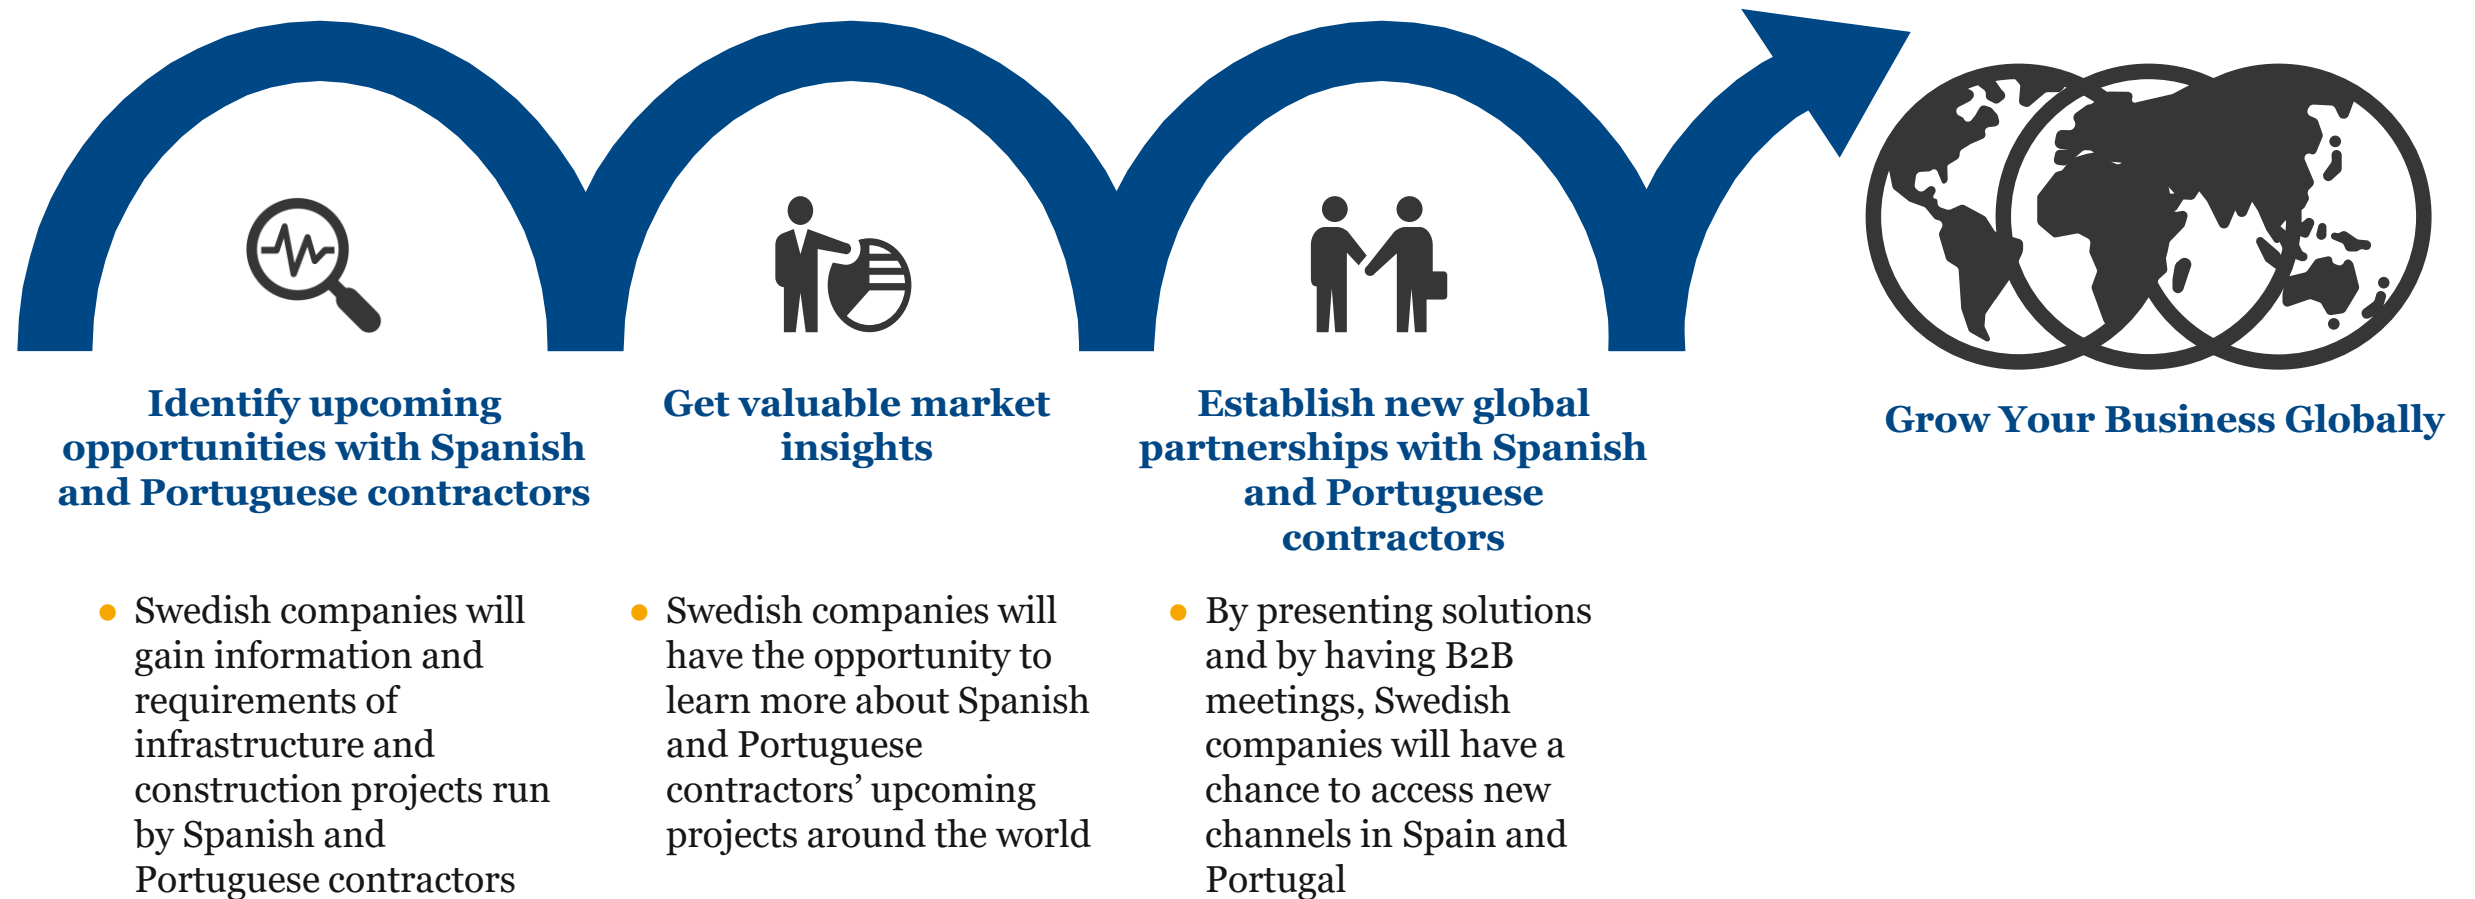 Identify upcoming
opportunities with Spanish
and Portuguese contractors
• Swedish companies will
gain information and
requirements of
infrastructure and
construction projects run
by Spanish and
Portuguese contractors
Get valuable market
insights
• Swedish companies will
have the opportunity to
learn more about Spanish
and Portuguese
contractors’ upcoming
projects around the world
Establish new global
partnerships with Spanish
and Portuguese
contractors
• By presenting solutions
and by having B2B
meetings, Swedish
companies will have a
chance to access new
channels in Spain and
Portugal
Grow Your Business Globally